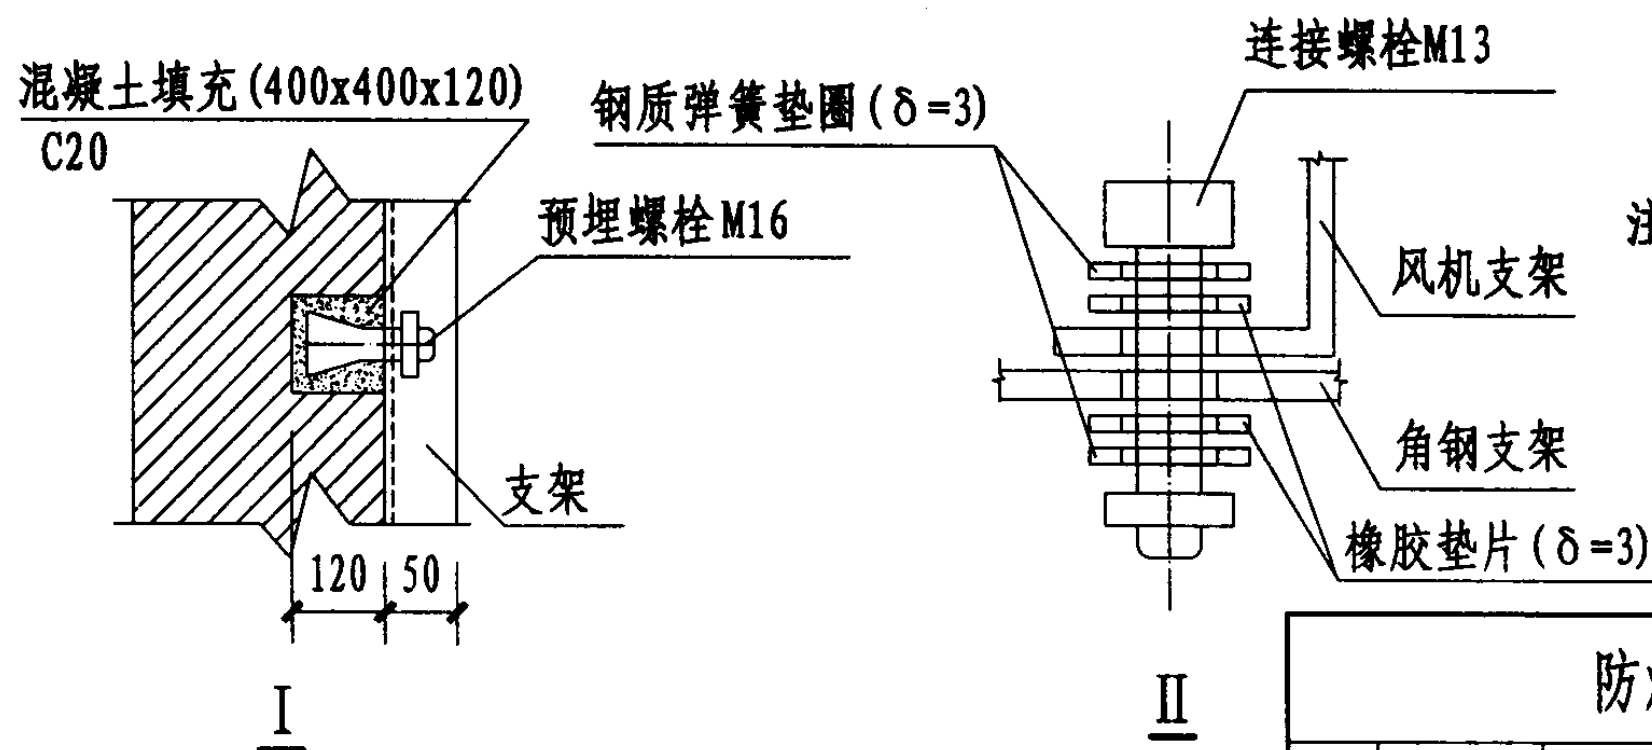 混凝土填充(400x400x120)
C20
预埋螺栓M16
支架
120
50
I
钢质弹簧垫圈(δ=3)
连接螺栓M13
风机支架
角钢支架
橡胶垫片(δ=3)
II
防